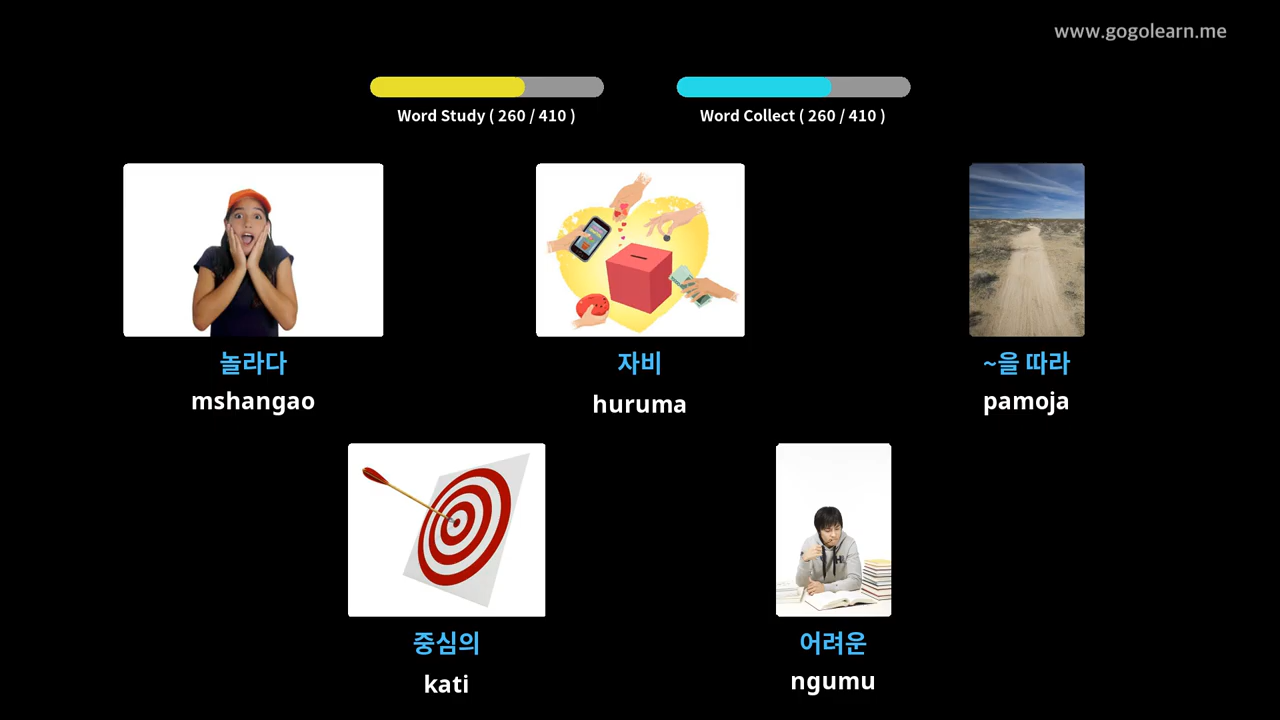 www.gogolearn.me
Word Study ( 260 / 410 )
Word Collect ( 260 / 410 )
놀라다
mshangao
자비
huruma
~을 따라
pamoja
중심의
kati
어려운
ngumu